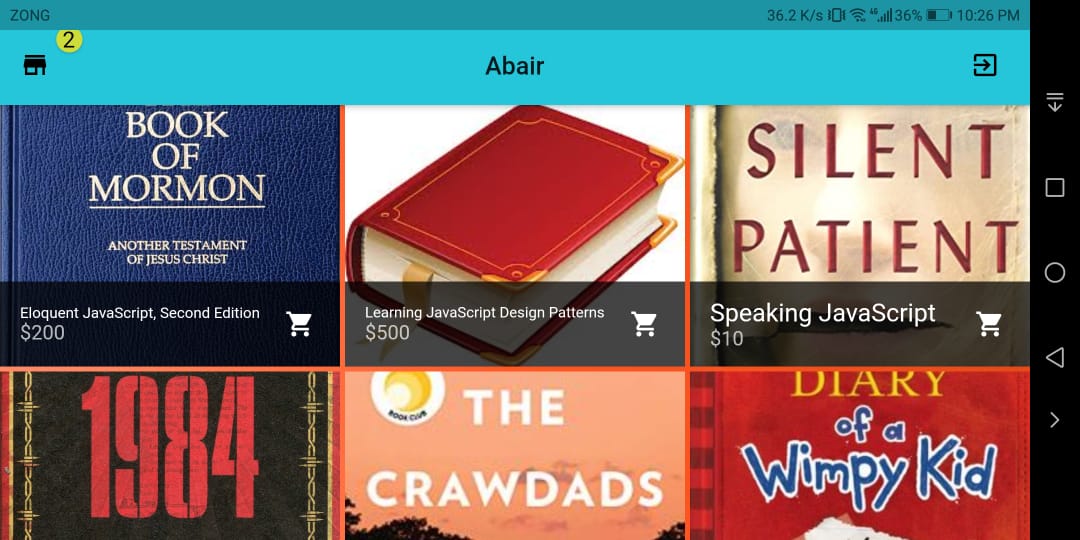 ZONG
36.2 K/s 4G 36% 10:26 PM
2
Abair
BOOK
OF
MORMON
ANOTHER TESTAMENT
OF JESUS CHRIST
Eloquent JavaScript, Second Edition
$200
Learning JavaScript Design Patterns
$500
SILENT
PATIENT
Speaking JavaScript
$10
1984
BOOK CLUB
THE
CRAWDADS
DIARY
of a
Wimpy Kid